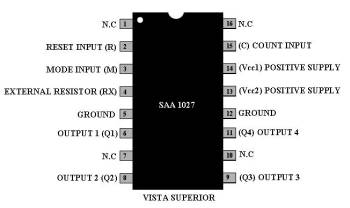 N.C 1 16 N.C
RESET INPUT (R) 2 15 (C) COUNT INPUT
MODE INPUT (M) 3 14 (Vcc1) POSITIVE SUPPLY
EXTERNAL RESISTOR (RX) 4 13 (Vcc2) POSITIVE SUPPLY
SAA 1027
GROUND 5 12 GROUND
OUTPUT 1 (Q1) 6 11 (Q4) OUTPUT 4
N.C 7 10 N.C
OUTPUT 2 (Q2) 8 9 (Q3) OUTPUT 3
VISTA SUPERIOR